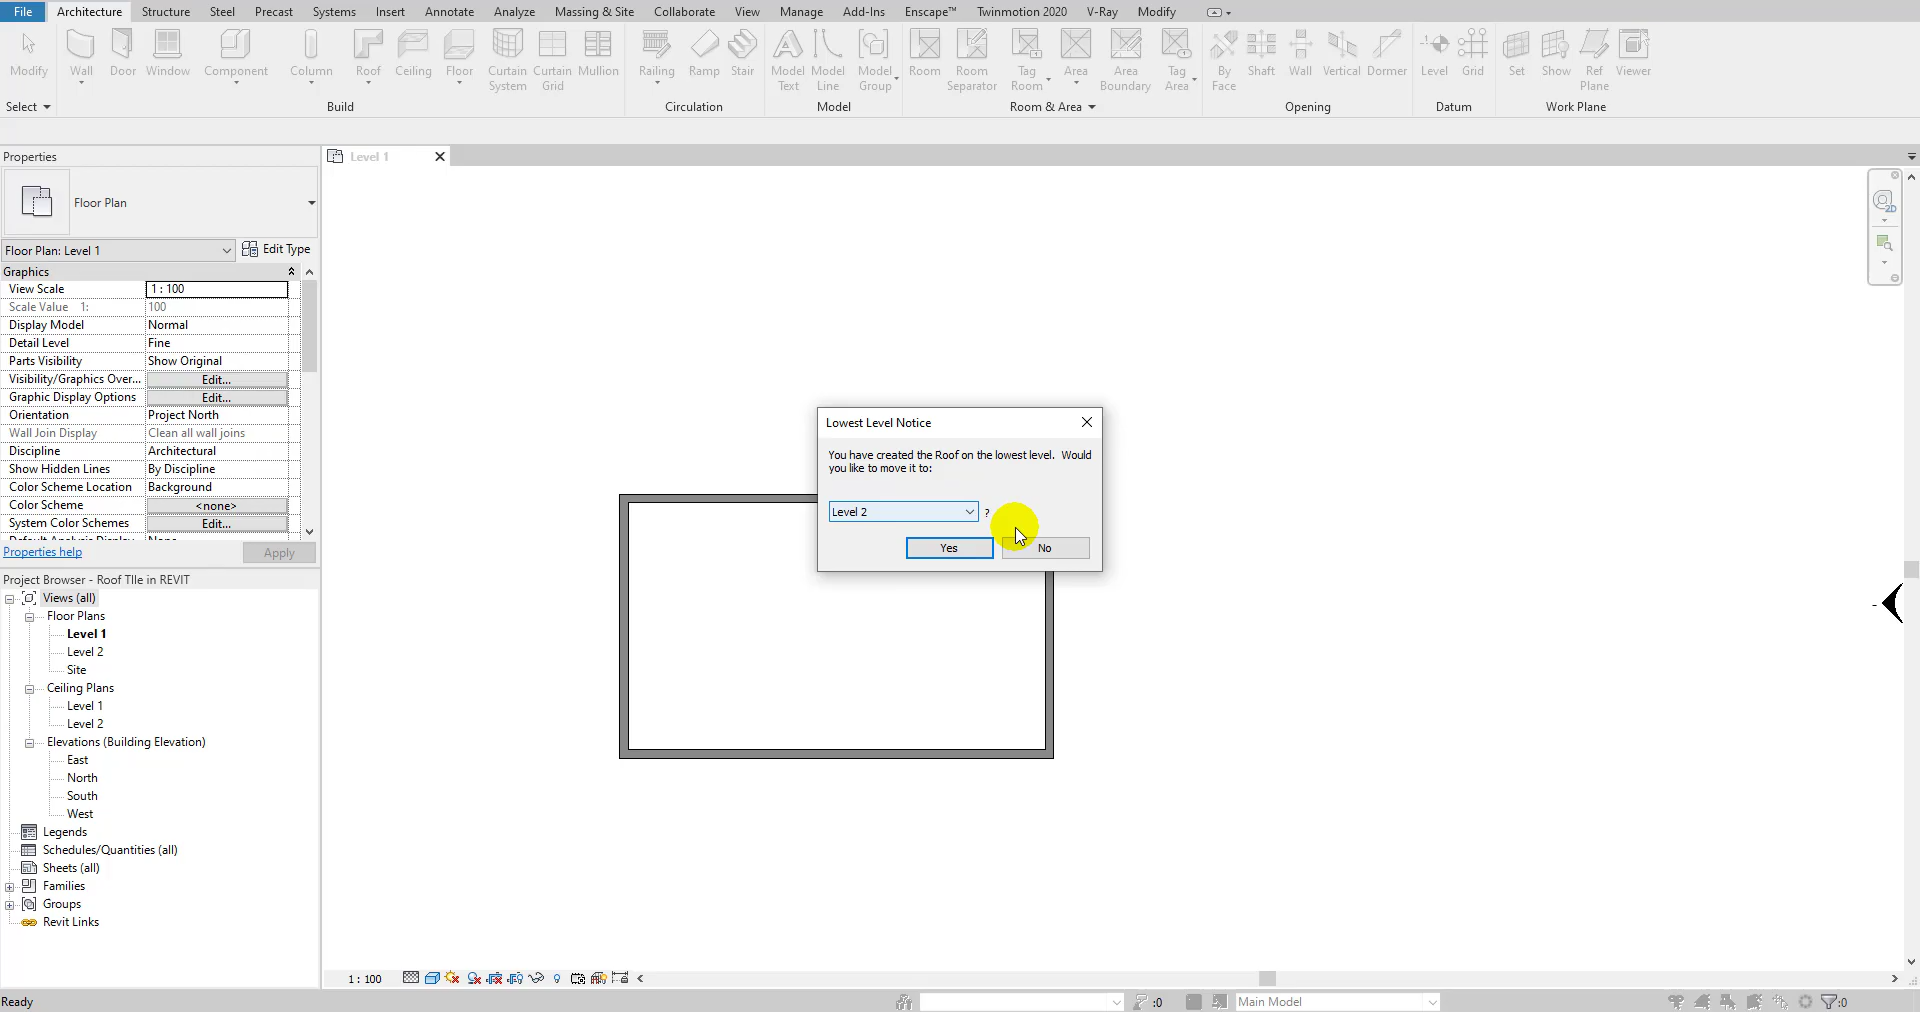 File Architecture Structure Steel Precast Systems Insert Annotate Analyze Massing & Site Collaborate View Manage Add-Ins Enscape™ Twinmotion 2020 V-Ray Modify
Modify Wall Door Window Component Column Roof Ceiling Floor Curtain System Curtain Grid Mullion Railing Ramp Stair Model Text Model Line Model Group Room Room Separator Tag Room Area Area Boundary Tag Area By Face Shaft Wall Vertical Dormer Level Grid Set Show Ref Plane Viewer
Select Build Circulation Model Room & Area Opening Datum Work Plane
Properties
Level 1
Floor Plan
2D
Floor Plan: Level 1 Edit Type
Graphics
View Scale 1 : 100
Scale Value 1: 100
Display Model Normal
Detail Level Fine
Parts Visibility Show Original
Visibility/Graphics Over... Edit...
Graphic Display Options Edit...
Orientation Project North
Wall Join Display Clean all wall joins
Discipline Architectural
Show Hidden Lines By Discipline
Color Scheme Location Background
Color Scheme <none>
System Color Schemes Edit...
Default Analysis Display None
Properties help Apply
Lowest Level Notice
You have created the Roof on the lowest level. Would
you like to move it to:
Level 2 ?
Yes No
Project Browser - Roof TIle in REVIT
Views (all)
Floor Plans
Level 1
Level 2
Site
Ceiling Plans
Level 1
Level 2
Elevations (Building Elevation)
East
North
South
West
Legends
Schedules/Quantities (all)
Sheets (all)
Families
Groups
Revit Links
1 : 100
Ready :0 Main Model :0